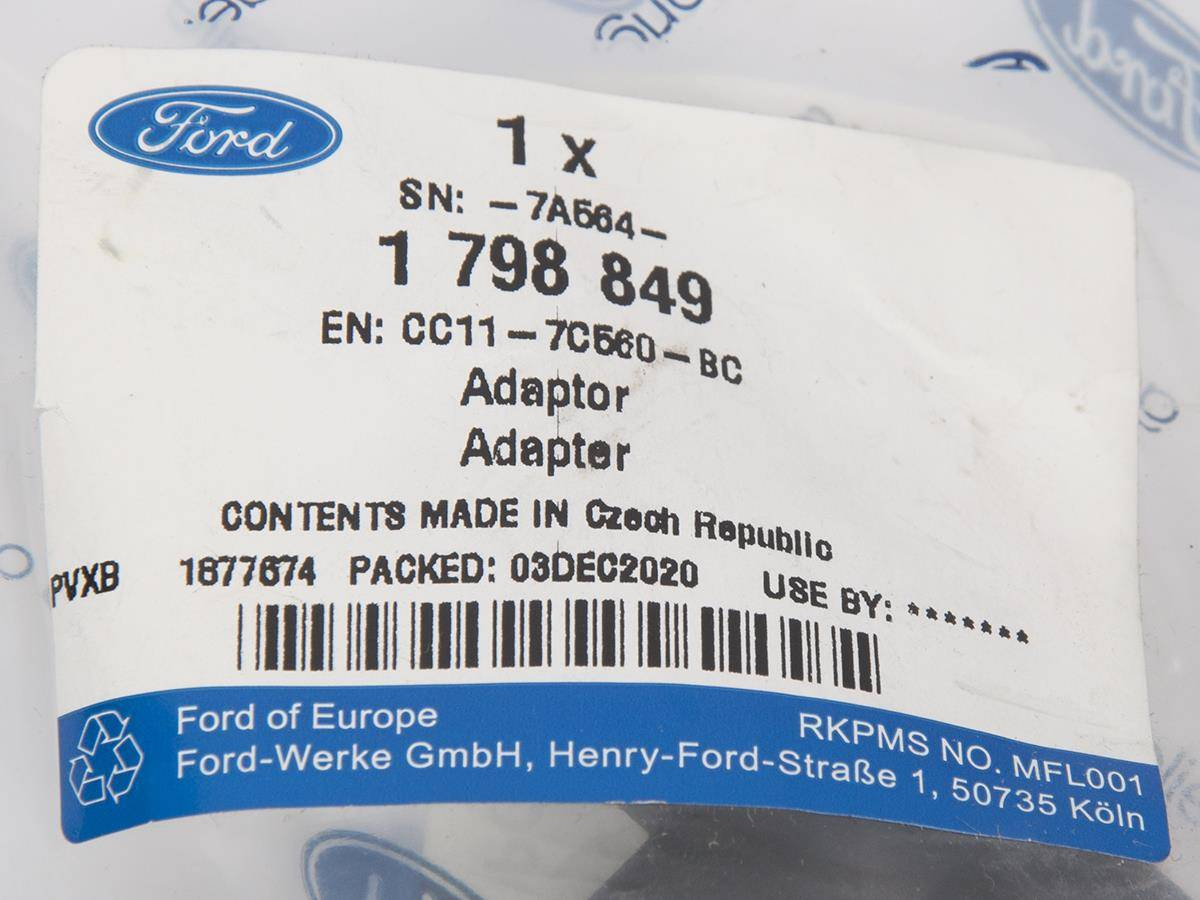 Ford
1 X
SN: -7A564-
1 798 849
EN: CC11-7C560-BC
Adaptor
Adapter
CONTENTS MADE IN Czech Republic
PVXB 1877674 PACKED: 03DEC2020 USE BY: *******
Ford of Europe RKPMS NO. MFL001
Ford-Werke GmbH, Henry-Ford-Straße 1, 50735 Köln
Ford